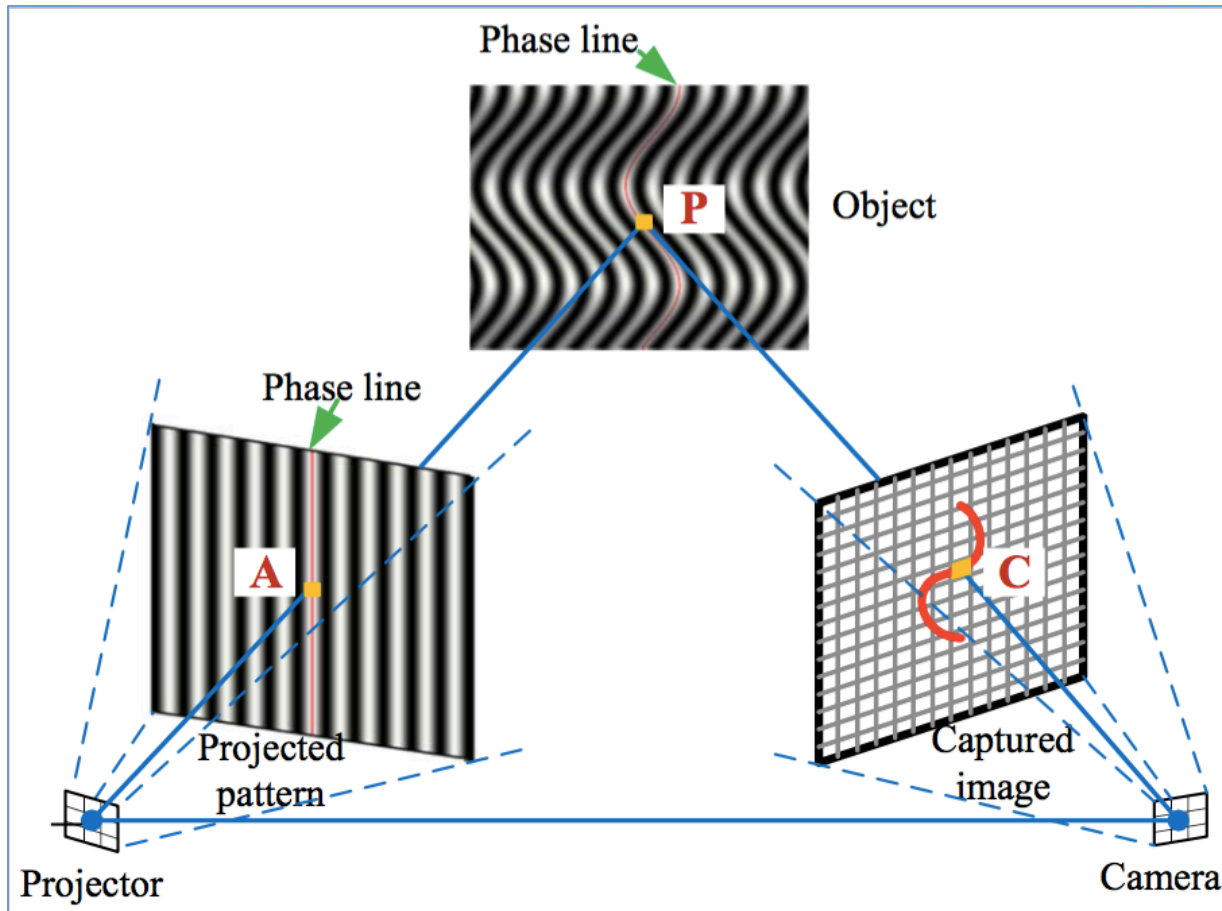 Phase line
P
Object
Phase line
A
C
Projected
pattern
Captured
image
Projector
Camera